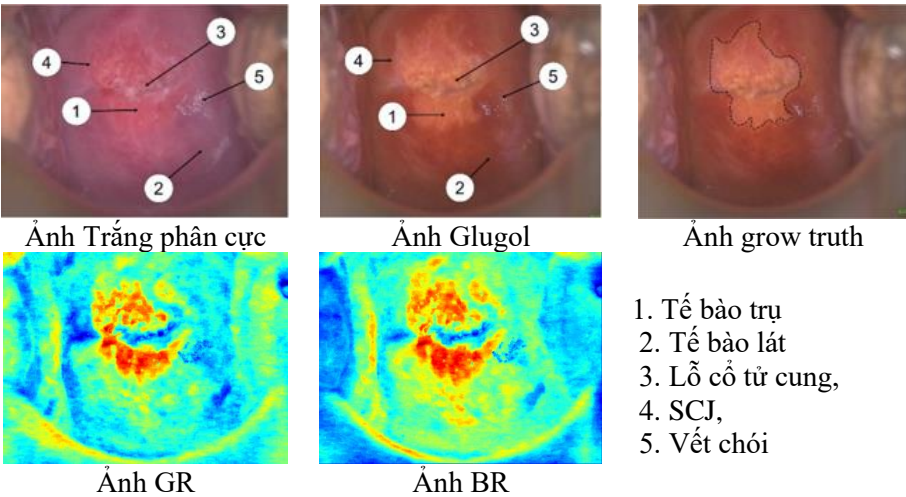 3
4
5
1
2
3
4
5
1
2
Ảnh Trắng phân cực
Ảnh Glugol
Ảnh grow truth
1. Tế bào trụ
2. Tế bào lát
3. Lỗ cổ tử cung,
4. SCJ,
5. Vết chói
Ảnh GR
Ảnh BR